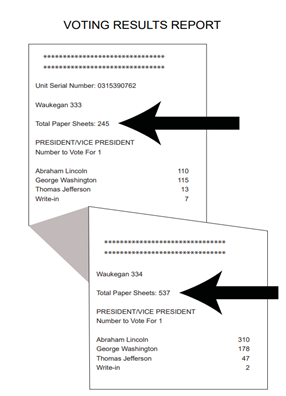 VOTING RESULTS REPORT
*******************************
*******************************
Unit Serial Number: 0315390762
Waukegan 333
Total Paper Sheets: 245
PRESIDENT/VICE PRESIDENT
Number to Vote For 1
Abraham Lincoln 110
George Washington 115
Thomas Jefferson 13
Write-in 7
*******************************
*******************************
Waukegan 334
Total Paper Sheets: 537
PRESIDENT/VICE PRESIDENT
Number to Vote For 1
Abraham Lincoln 310
George Washington 178
Thomas Jefferson 47
Write-in 2